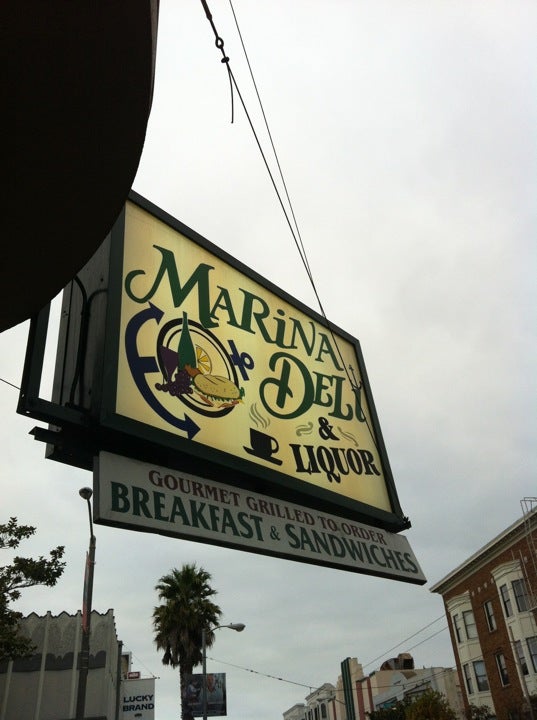 MARINA
DELI
&
LIQUOR
GOURMET GRILLED TO ORDER
BREAKFAST & SANDWICHES
LUCKY
BRAND